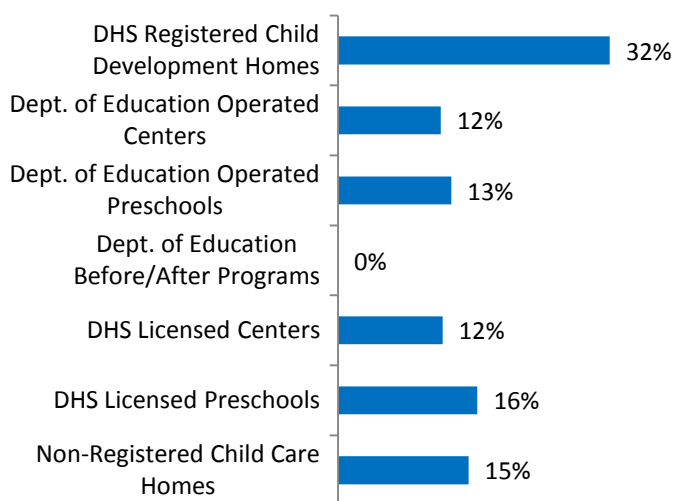 DHS Registered Child
Development Homes
32%
Dept. of Education Operated
Centers
12%
Dept. of Education Operated
Preschools
13%
Dept. of Education
Before/After Programs
0%
DHS Licensed Centers
12%
DHS Licensed Preschools
16%
Non-Registered Child Care
Homes
15%